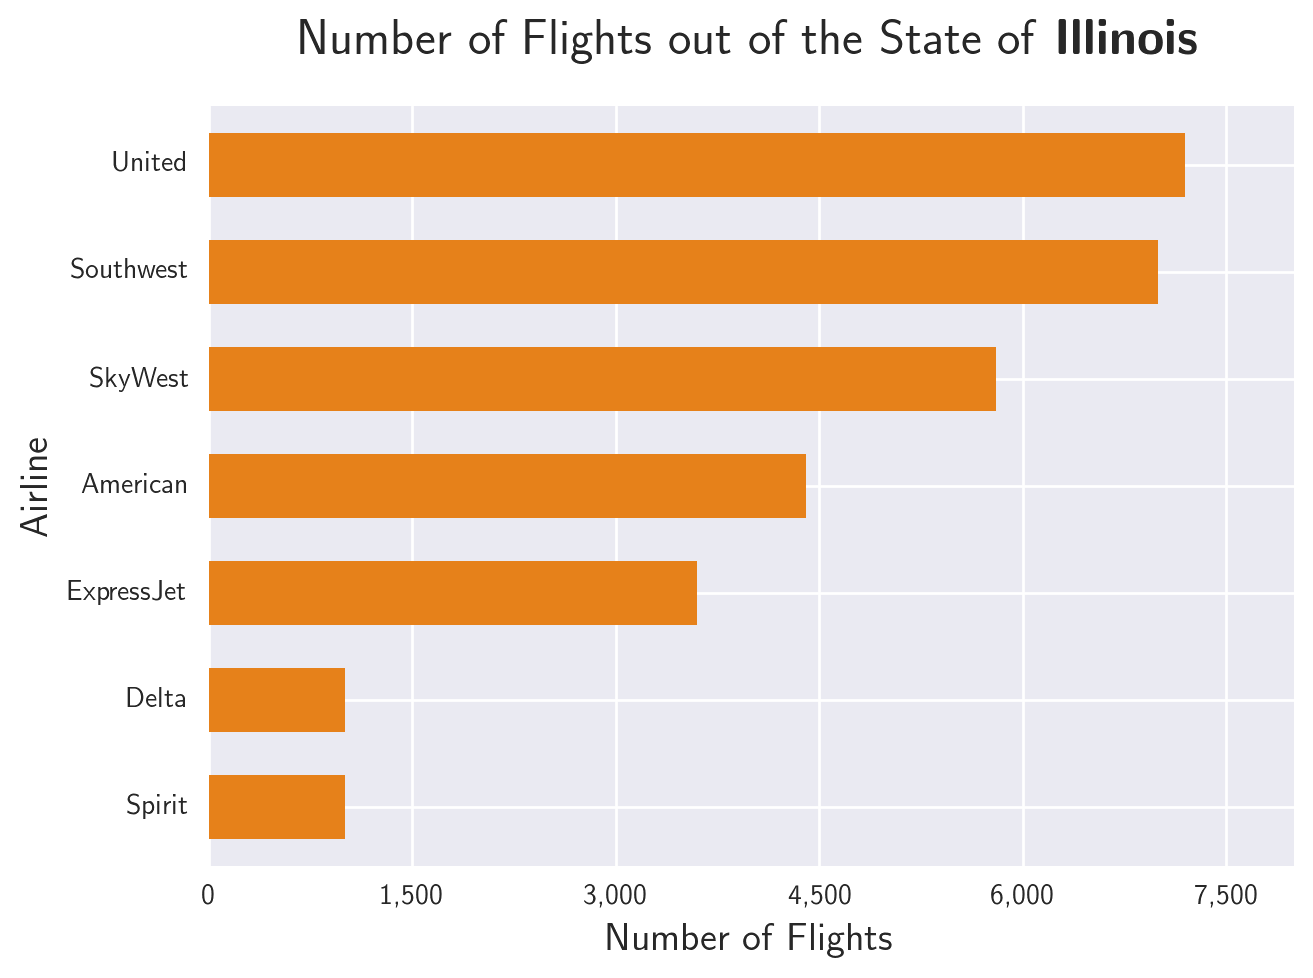 Number of Flights out of the State of Illinois
United
Southwest
SkyWest
American
ExpressJet
Delta
Spirit
Airline
0 1,500 3,000 4,500 6,000 7,500
Number of Flights